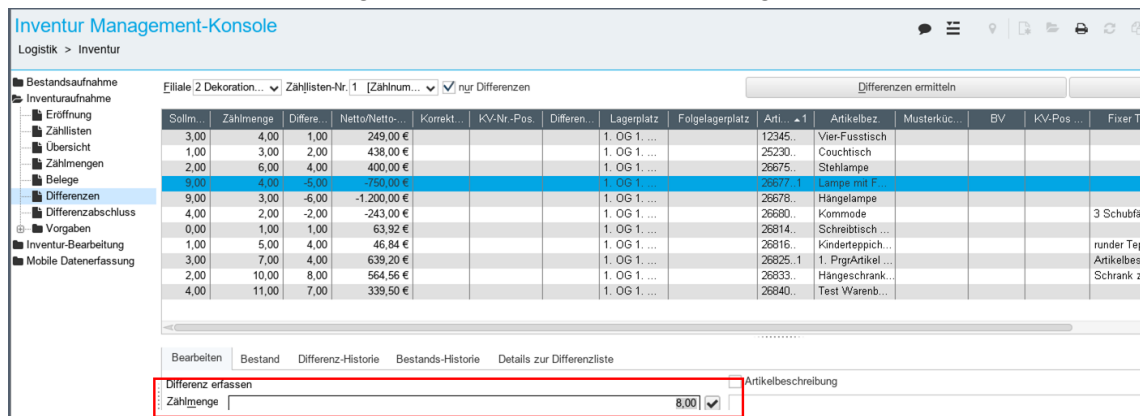 Inventur Management-Konsole
Logistik > Inventur
Bestandsaufnahme
Inventuraufnahme
Eröffnung
Zähllisten
Übersicht
Zählmengen
Belege
Differenzen
Differenzabschluss
Vorgaben
Inventur-Bearbeitung
Mobile Datenerfassung
Filiale 2 Dekoration... Zähllisten-Nr. 1 [Zählnum... nur Differenzen Differenzen ermitteln
Sollm... Zählmenge Differe... Netto/Netto-... Korrekt... KV-Nr.-Pos. Differen... Lagerplatz Folgelagerplatz Arti... 1 Artikelbez. Musterküc... BV KV-Pos ... Fixer T
3,00 4,00 1,00 249,00 € 1. OG 1. ... 12345.. Vier-Fusstisch
1,00 3,00 2,00 438,00 € 1. OG 1. ... 25230.. Couchtisch
2,00 6,00 4,00 400,00 € 1. OG 1. ... 26675.. Stehlampe
9,00 4,00 -5,00 -750,00 € 1. OG 1. ... 26677..1 Lampe mit F...
9,00 3,00 -6,00 -1.200,00 € 1. OG 1. ... 26678.. Hängelampe
4,00 2,00 -2,00 -243,00 € 1. OG 1. ... 26680.. Kommode 3 Schubfä
0,00 1,00 1,00 63,92 € 1. OG 1. ... 26814.. Schreibtisch ...
1,00 5,00 4,00 46,84 € 1. OG 1. ... 26816.. Kinderteppich... runder Tep
3,00 7,00 4,00 639,20 € 1. OG 1. ... 26825..1 1. PrgrArtikel ... Artikelbes
2,00 10,00 8,00 564,56 € 1. OG 1. ... 26833.. Hängeschrank... Schrank z
4,00 11,00 7,00 339,50 € 1. OG 1. ... 26840.. Test Warenb...
Bearbeiten Bestand Differenz-Historie Bestands-Historie Details zur Differenzliste
Differenz erfassen Artikelbeschreibung
Zählmenge 8,00